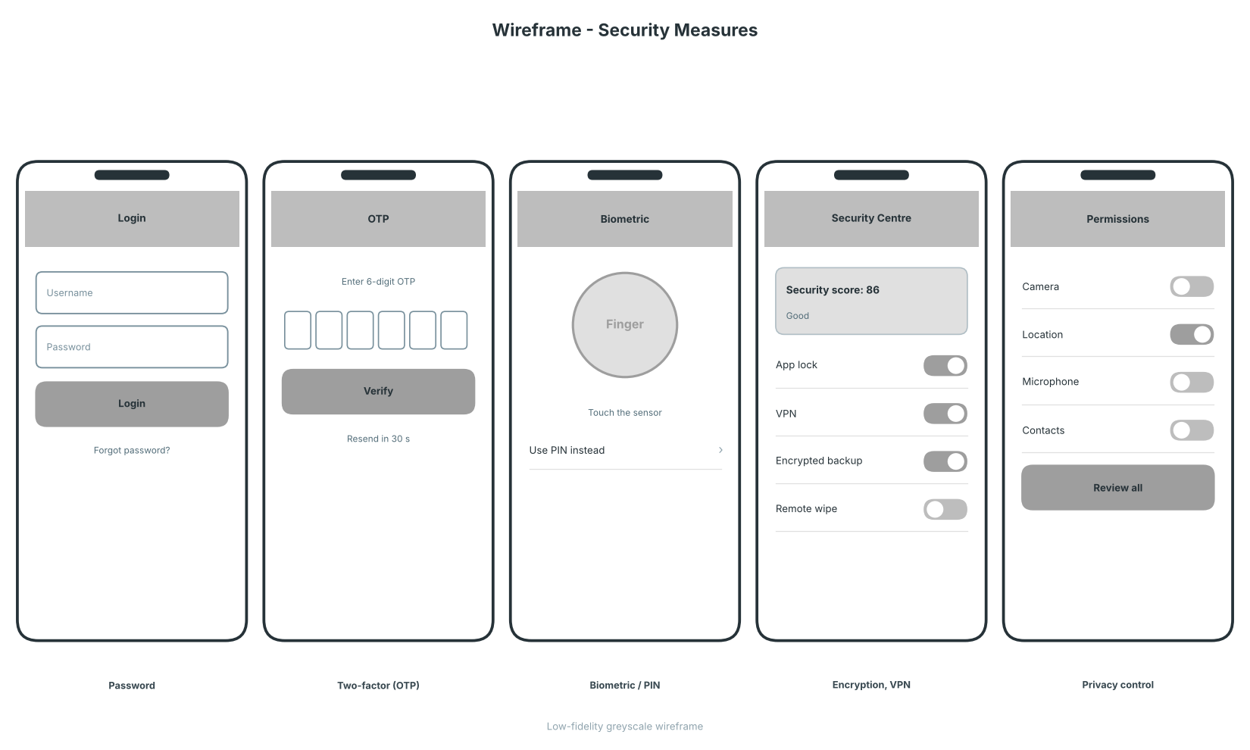 Wireframe - Security Measures
Login
Username
Password
Login
Forgot password?
Password
OTP
Enter 6-digit OTP
Verify
Resend in 30 s
Two-factor (OTP)
Biometric
Finger
Touch the sensor
Use PIN instead ›
Biometric / PIN
Security Centre
Security score: 86
Good
App lock
VPN
Encrypted backup
Remote wipe
Encryption, VPN
Permissions
Camera
Location
Microphone
Contacts
Review all
Privacy control
Low-fidelity greyscale wireframe